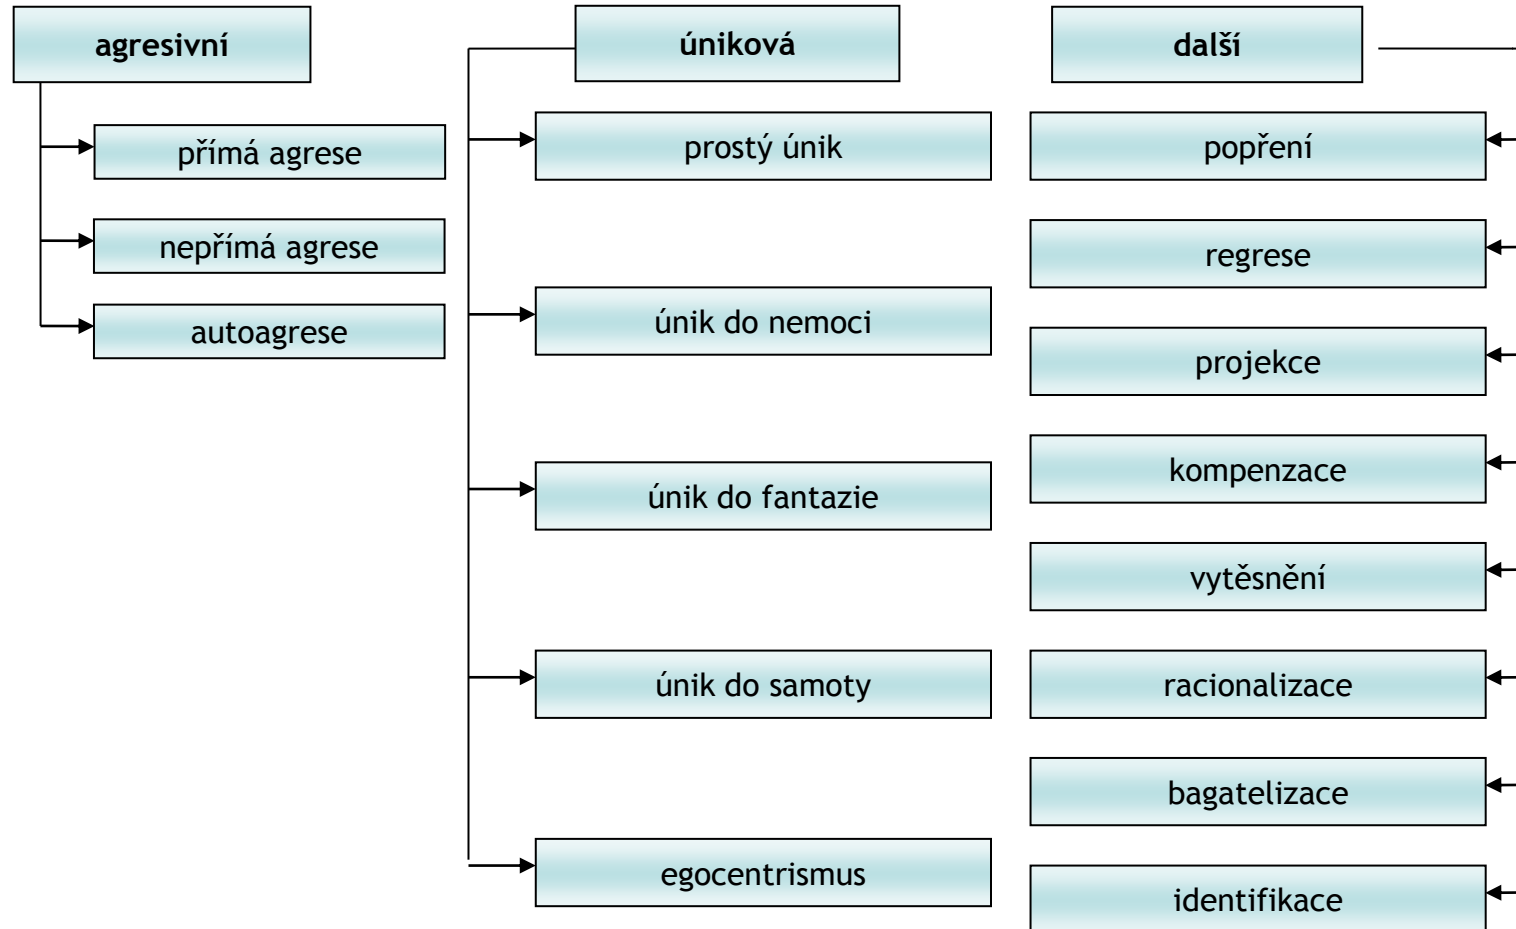 agresivní
přímá agrese
nepřímá agrese
autoagrese
úniková
prostý únik
únik do nemoci
únik do fantazie
únik do samoty
egocentrismus
další
popření
regrese
projekce
kompenzace
vytěsnění
racionalizace
bagatelizace
identifikace